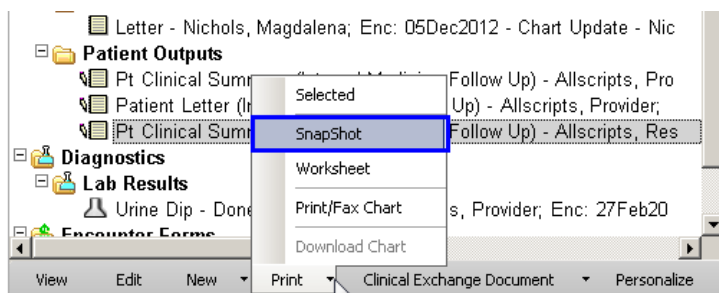 Letter - Nichols, Magdalena; Enc: 05Dec2012 - Chart Update - Nic
Patient Outputs
Pt Clinical Follow Up) - Allscripts, Pro
Patient Letter Up) - Allscripts, Provider;
Pt Clinical Follow Up) - Allscripts, Res
Diagnostics
Lab Results
Urine Dip - Done s, Provider; Enc: 27Feb20
Encounter Forms
Selected
SnapShot
Worksheet
Print/Fax Chart
Download Chart
View Edit New Print Clinical Exchange Document Personalize